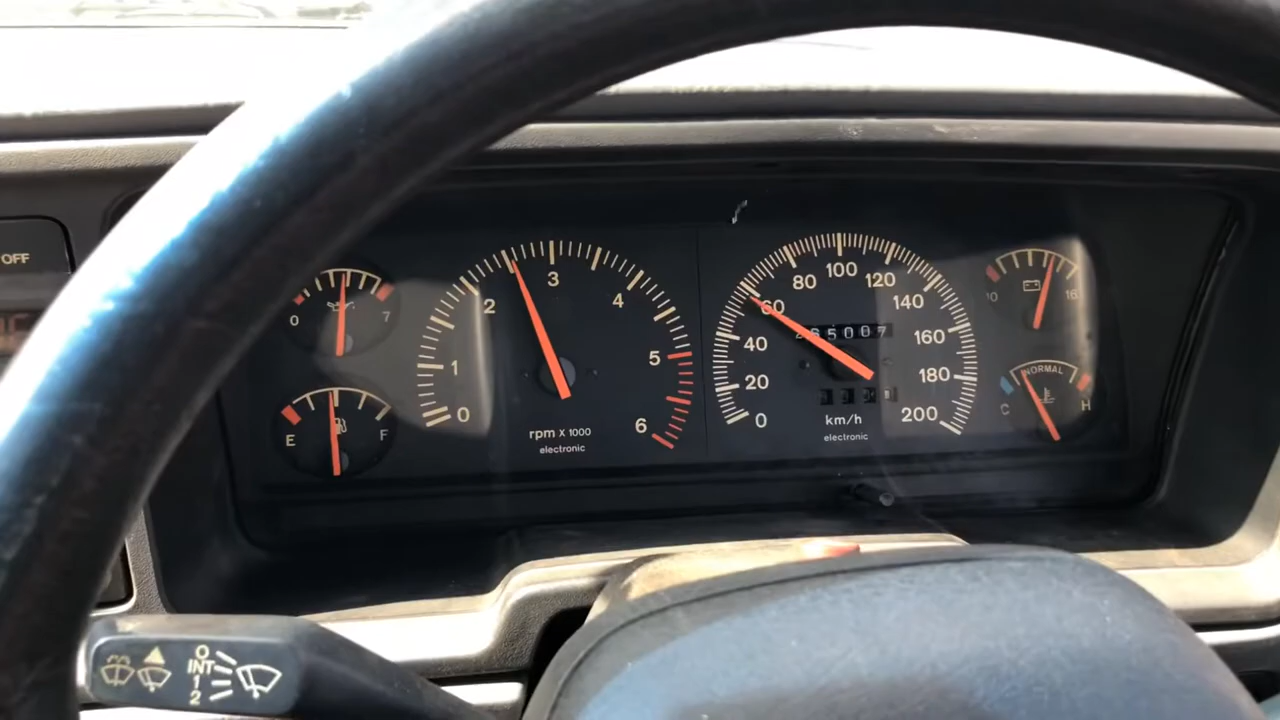 OFF
0 7
E F
0 1 2 3 4 5 6
rpm X 1000
electronic
0 20 40 60 80 100 120 140 160 180 200
65007
km/h
electronic
10 16
NORMAL
C H
0
INT
1
2